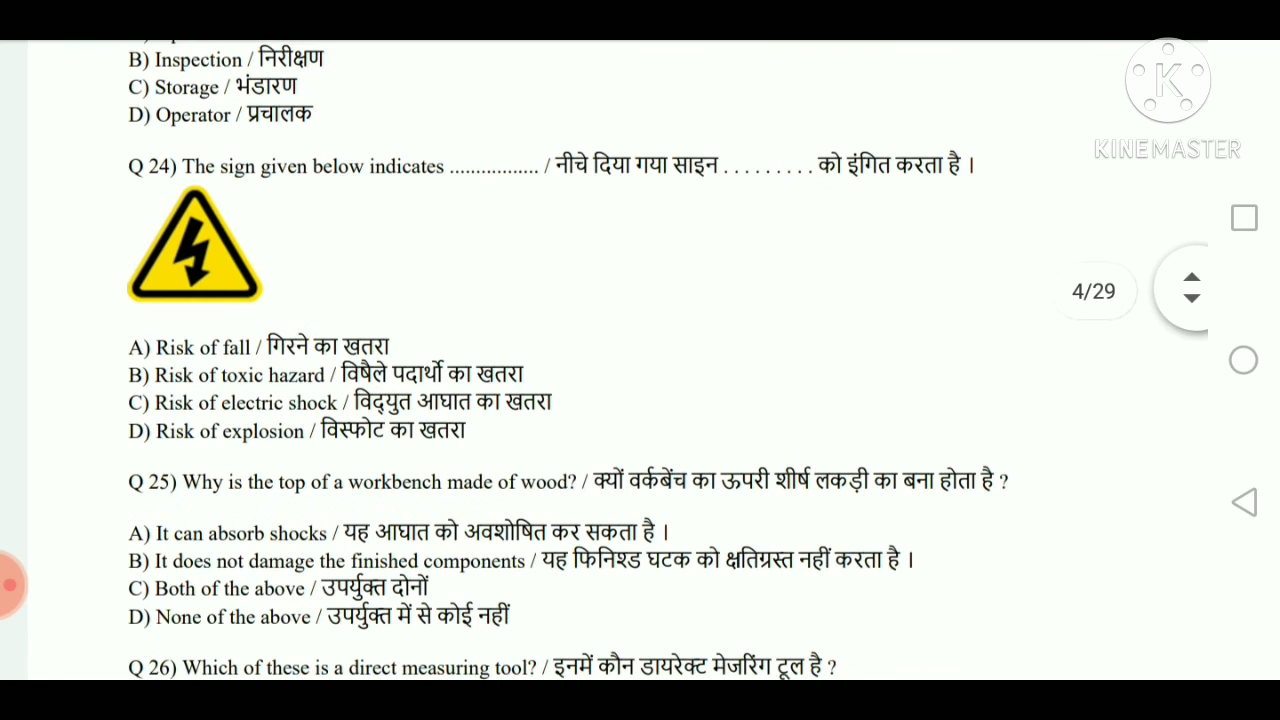 B) Inspection / निरीक्षण
C) Storage / भंडारण
D) Operator / प्रचालक
KINEMASTER
Q 24) The sign given below indicates ................. / नीचे दिया गया साइन . . . . . . . . . को इंगित करता है ।
4/29
A) Risk of fall / गिरने का खतरा
B) Risk of toxic hazard / विषैले पदार्थो का खतरा
C) Risk of electric shock / विद्युत आघात का खतरा
D) Risk of explosion / विस्फोट का खतरा
Q 25) Why is the top of a workbench made of wood? / क्यों वर्कबेंच का ऊपरी शीर्ष लकड़ी का बना होता है ?
A) It can absorb shocks / यह आघात को अवशोषित कर सकता है ।
B) It does not damage the finished components / यह फिनिश्ड घटक को क्षतिग्रस्त नहीं करता है ।
C) Both of the above / उपर्युक्त दोनों
D) None of the above / उपर्युक्त में से कोई नहीं
Q 26) Which of these is a direct measuring tool? / इनमें कौन डायरेक्ट मेजरिंग टूल है ?